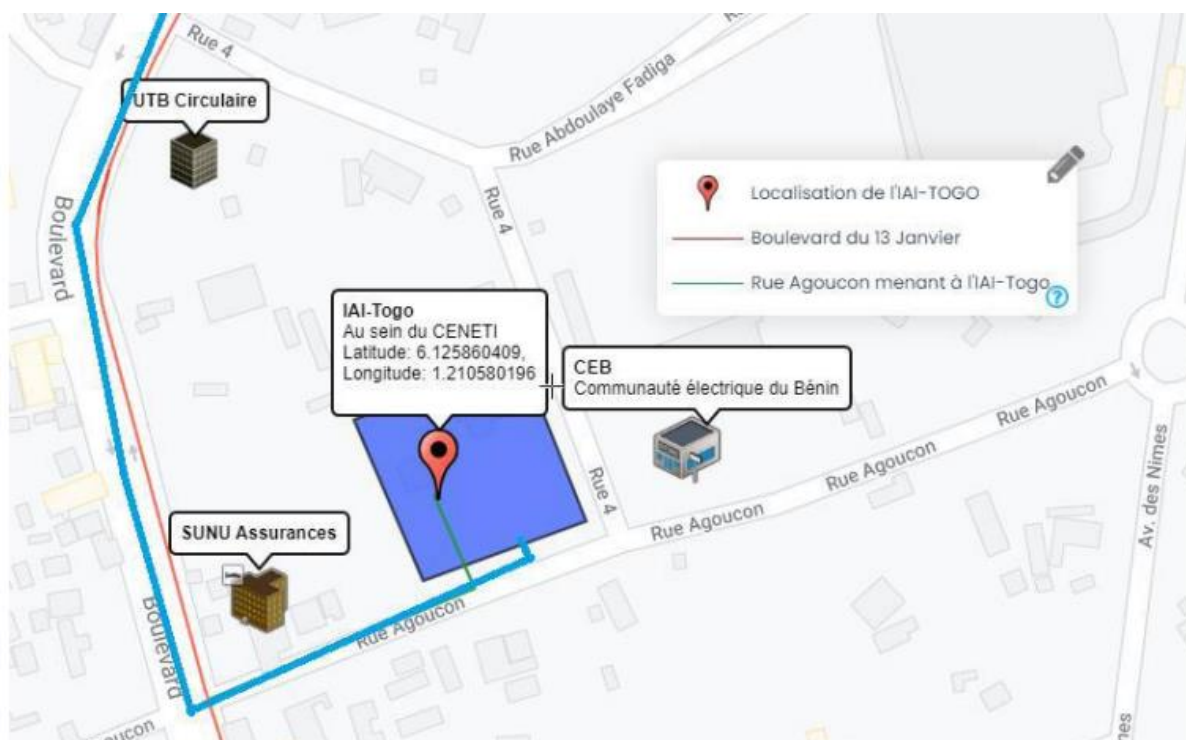 Rue 4
UTB Circulaire
Rue Abdoulaye Fadiga
Boulevard
Rue 4
Localisation de l'IAI-TOGO
Boulevard du 13 Janvier
Rue Agoucon menant à l'IAI-Togo
?
IAI-Togo
Au sein du CENETI
Latitude: 6.125860409,
Longitude: 1.210580196
CEB
Communauté électrique du Bénin
Rue Agoucon
Rue Agoucon
Rue 4
Rue Agoucon
Av. des Nimes
SUNU Assurances
Rue Agoucon
Boulevard